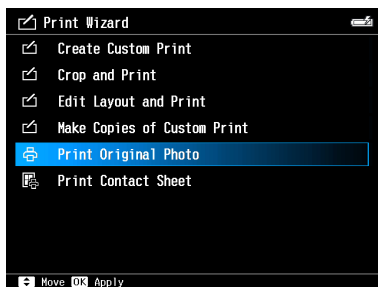 Print Wizard
Create Custom Print
Crop and Print
Edit Layout and Print
Make Copies of Custom Print
Print Original Photo
Print Contact Sheet
Move OK Apply